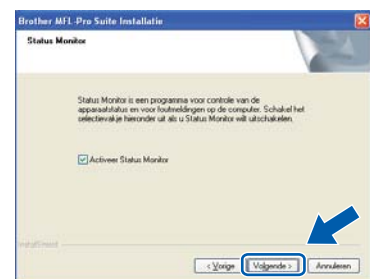 Brother MFL-Pro Suite Installatie
Status Monitor
Status Monitor is een programma voor controle van de
apparaatstatus en voor foutmeldingen op de computer. Schakel het
selectievakje hieronder uit als u Status Monitor wilt uitschakelen.
Activeer Status Monitor
InstallShield
< Vorige
Volgende >
Annuleren